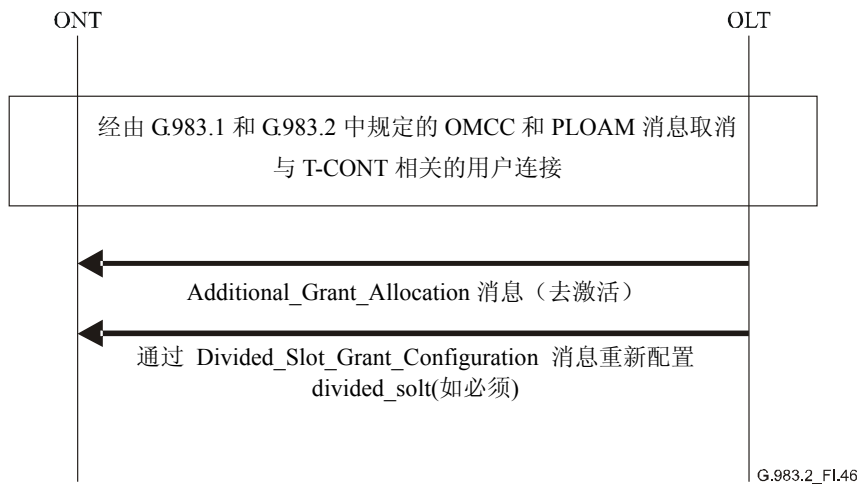 ONT OLT
经由 G.983.1 和 G.983.2 中规定的 OMCC 和 PLOAM 消息取消
与 T-CONT 相关的用户连接
Additional_Grant_Allocation 消息（去激活）
通过 Divided_Slot_Grant_Configuration 消息重新配置
divided_solt(如必须)
G.983.2_FI.46